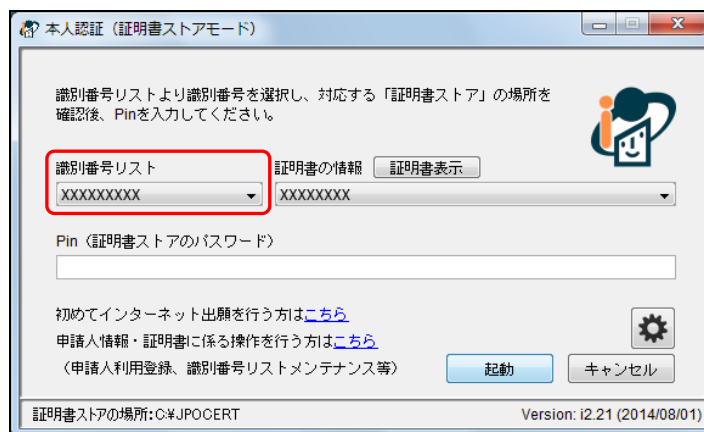 本人認証（証明書ストアモード）
識別番号リストより識別番号を選択し、対応する「証明書ストア」の場所を
確認後、Pinを入力してください。
識別番号リスト 証明書の情報 証明書表示
XXXXXXXXX XXXXXXXX
Pin（証明書ストアのパスワード）
初めてインターネット出願を行う方はこちら
申請人情報・証明書に係る操作を行う方はこちら
（申請人利用登録、識別番号リストメンテナンス等） 起動 キャンセル
証明書ストアの場所:C:¥JPOCERT Version: i2.21 (2014/08/01)